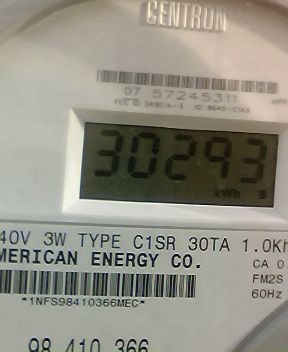 CENTRON
07 57245311
30293
kWh
40V 3W TYPE C1SR 30TA 1.0Kh
MERICAN ENERGY CO.
CA 0.
FM2S
60Hz
*1NFS98410366MEC*
98 410 366